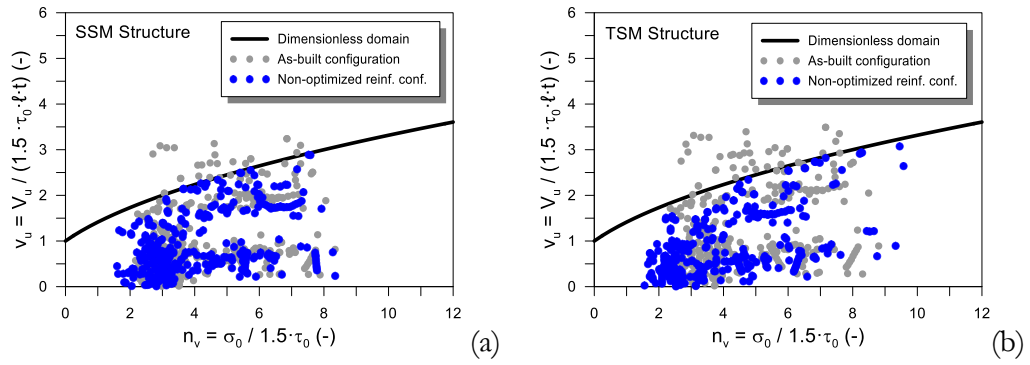 SSM Structure
Dimensionless domain
As-built configuration
Non-optimized reinf. conf.
6
5
4
3
2
1
0
v_u = V_u / (1.5 ·τ_0·ℓ·t) (-)
0 2 4 6 8 10 12
n_v = σ_0 / 1.5·τ_0 (-)
(a)
TSM Structure
Dimensionless domain
As-built configuration
Non-optimized reinf. conf.
6
5
4
3
2
1
0
v_u = V_u / (1.5 ·τ_0·ℓ·t) (-)
0 2 4 6 8 10 12
n_v = σ_0 / 1.5·τ_0 (-)
(b)